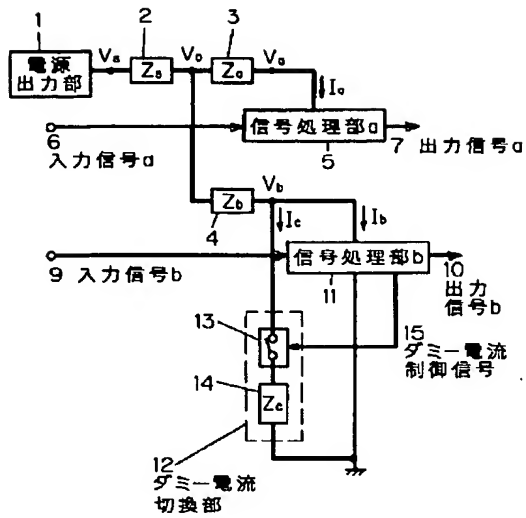 1
2
3
電源
出力部
Vs
Zs
Vo
Za
Va
Ia
信号処理部a
5
6
入力信号a
7 出力信号a
Zb
4
Vb
Ic
Ib
9 入力信号b
信号処理部b
11
10
出力
信号b
13
15
ダミー電流
制御信号
14
Zc
12
ダミー電流
切換部